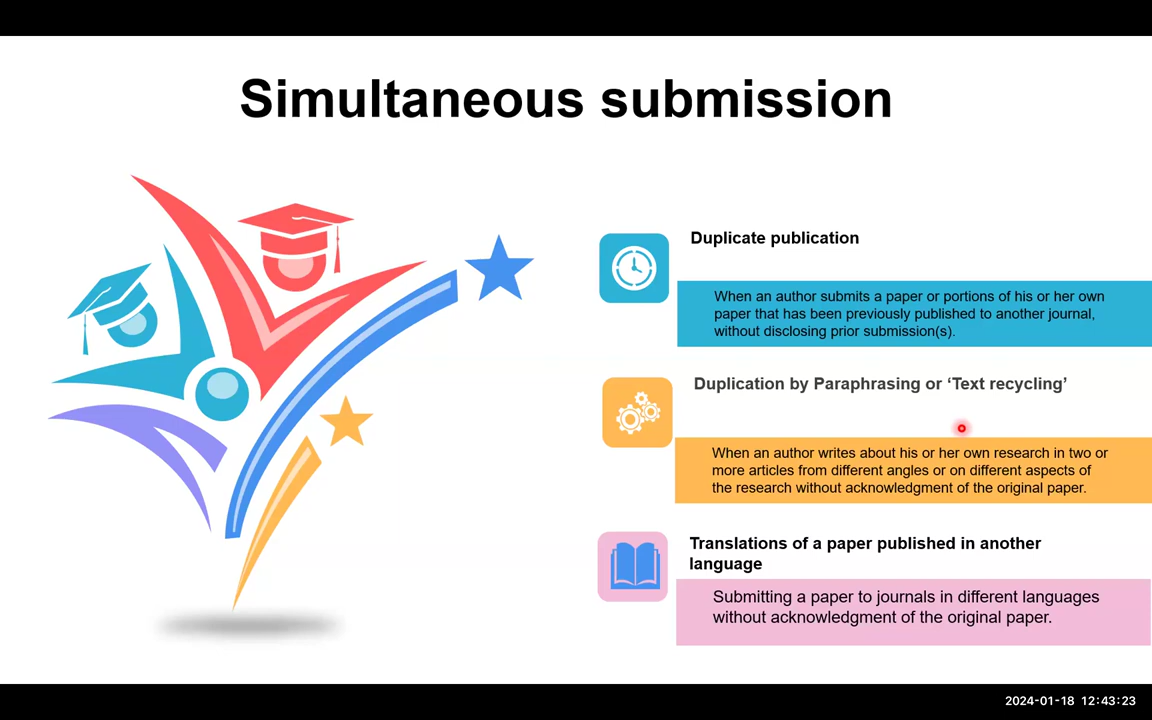 Simultaneous submission
Duplicate publication
When an author submits a paper or portions of his or her own
paper that has been previously published to another journal,
without disclosing prior submission(s).
Duplication by Paraphrasing or ‘Text recycling’
When an author writes about his or her own research in two or
more articles from different angles or on different aspects of
the research without acknowledgment of the original paper.
Translations of a paper published in another
language
Submitting a paper to journals in different languages
without acknowledgment of the original paper.
2024-01-18 12:43:23